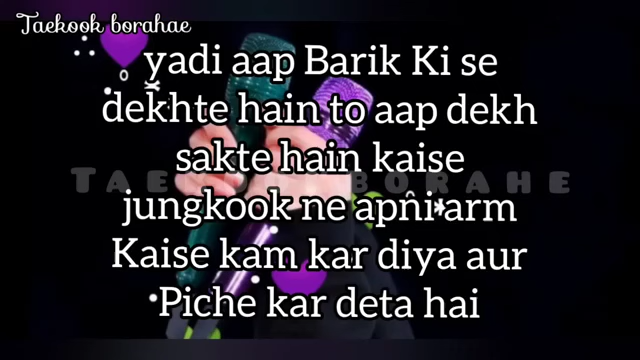 Taekook borahae
yadi aap Barik Ki se
dekhte hain to aap dekh
sakte hain kaise
jungkook ne apni arm
Kaise kam kar diya aur
Piche kar deta hai